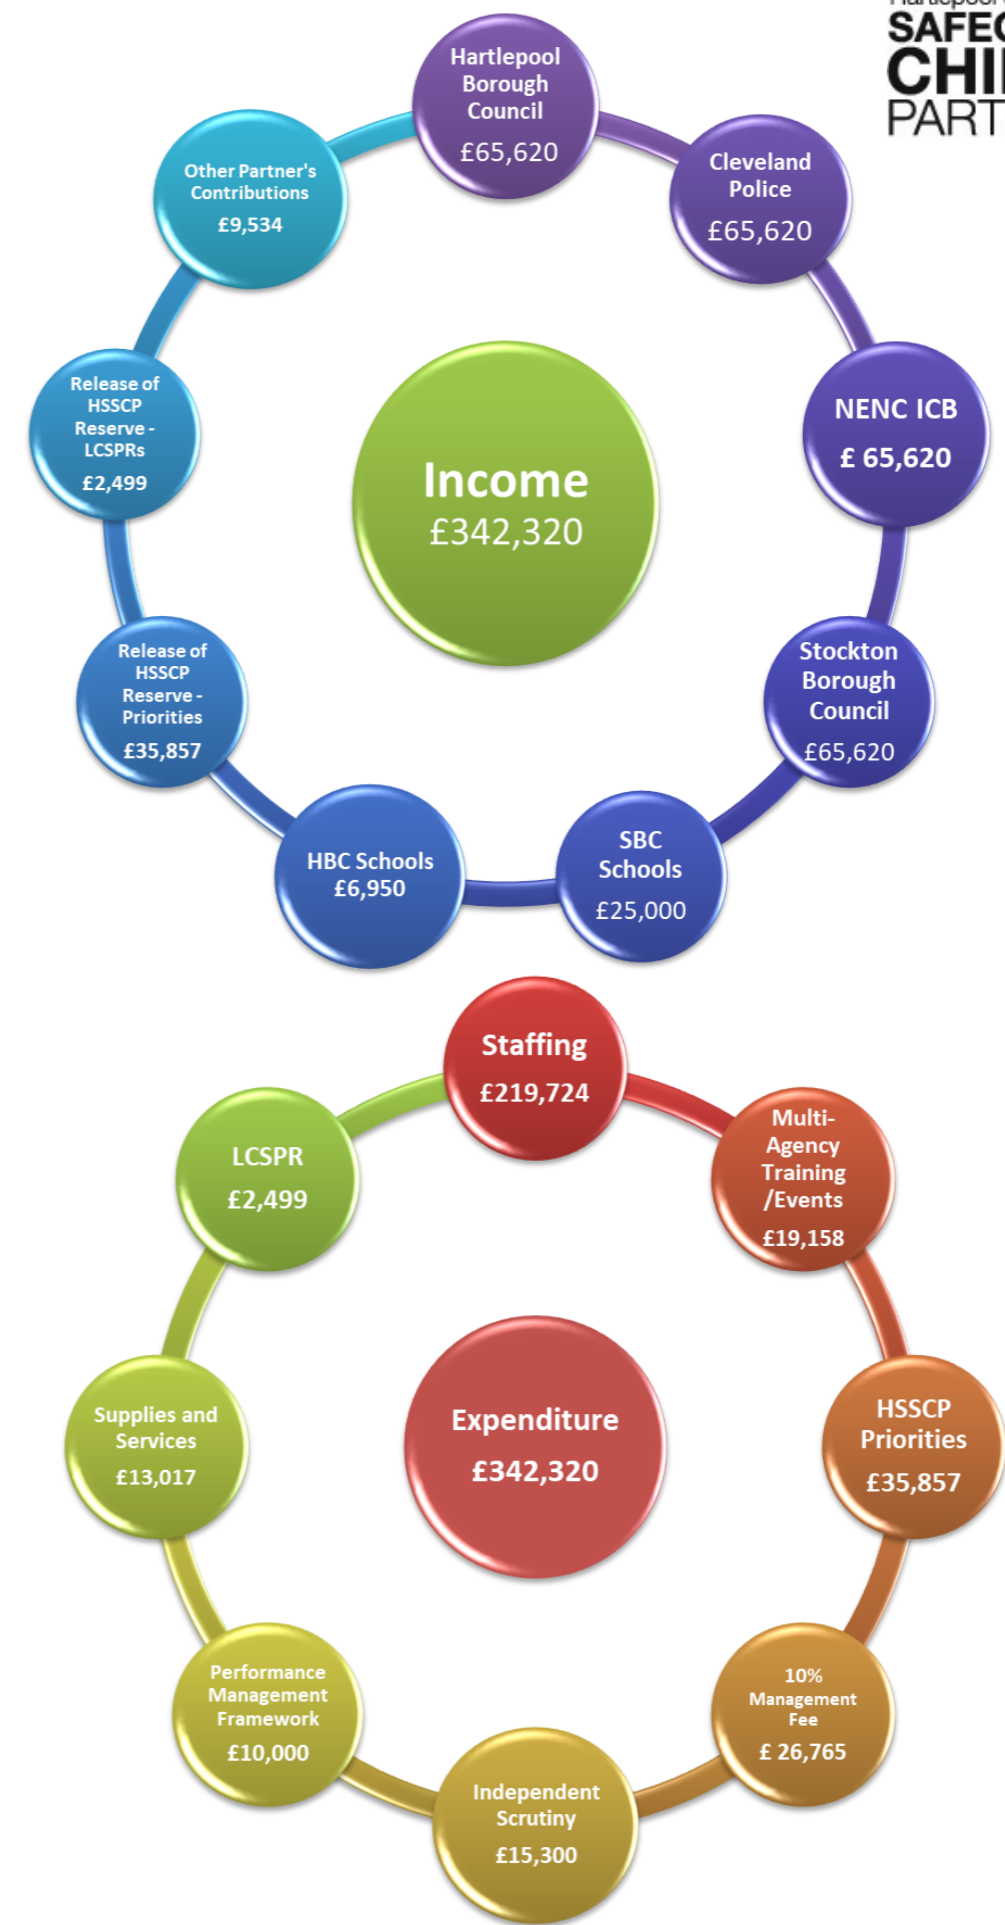 SAFEG
CHI
PART
Hartlepool
Borough
Council
£65,620
Cleveland
Police
£65,620
NENC ICB
£ 65,620
Stockton
Borough
Council
£65,620
SBC
Schools
£25,000
HBC Schools
£6,950
Release of
HSSCP
Reserve -
Priorities
£35,857
Release of
HSSCP
Reserve -
LCSPRs
£2,499
Other Partner's
Contributions
£9,534
Income
£342,320
Staffing
£219,724
Multi-
Agency
Training
/Events
£19,158
HSSCP
Priorities
£35,857
10%
Management
Fee
£ 26,765
Independent
Scrutiny
£15,300
Performance
Management
Framework
£10,000
Supplies and
Services
£13,017
LCSPR
£2,499
Expenditure
£342,320